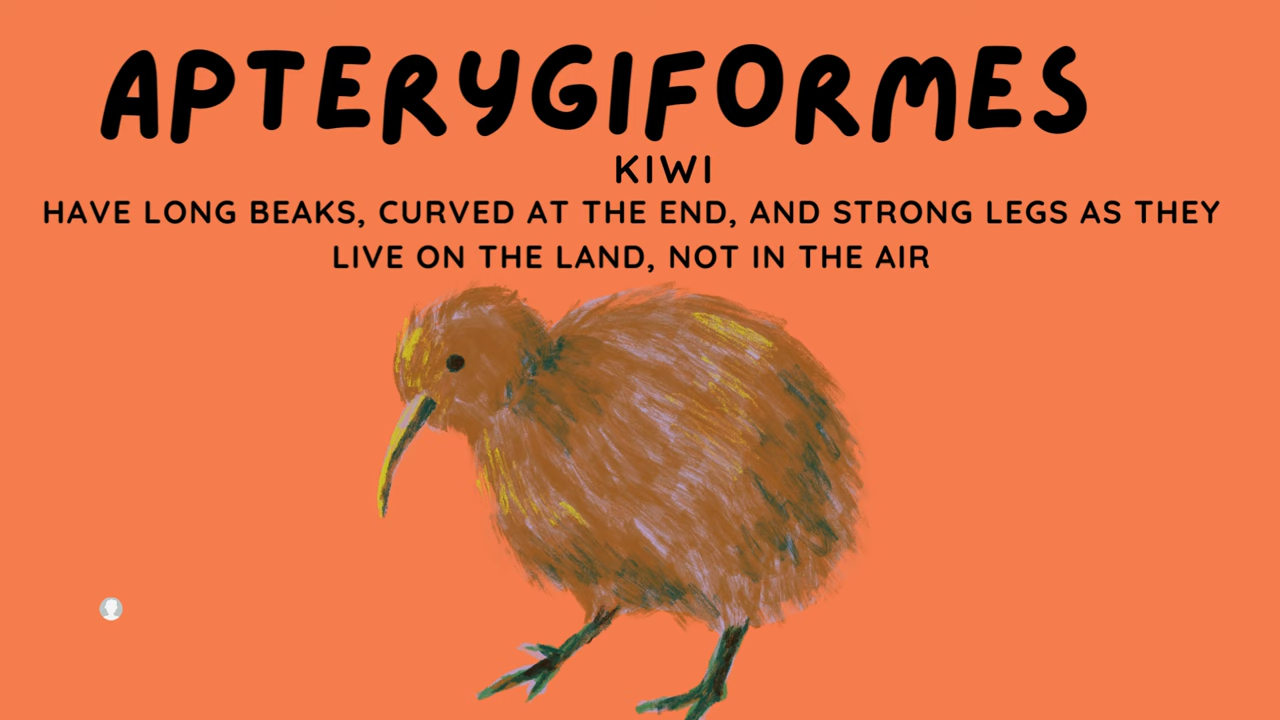 APTERYGIFORMES
KIWI
HAVE LONG BEAKS, CURVED AT THE END, AND STRONG LEGS AS THEY
LIVE ON THE LAND, NOT IN THE AIR